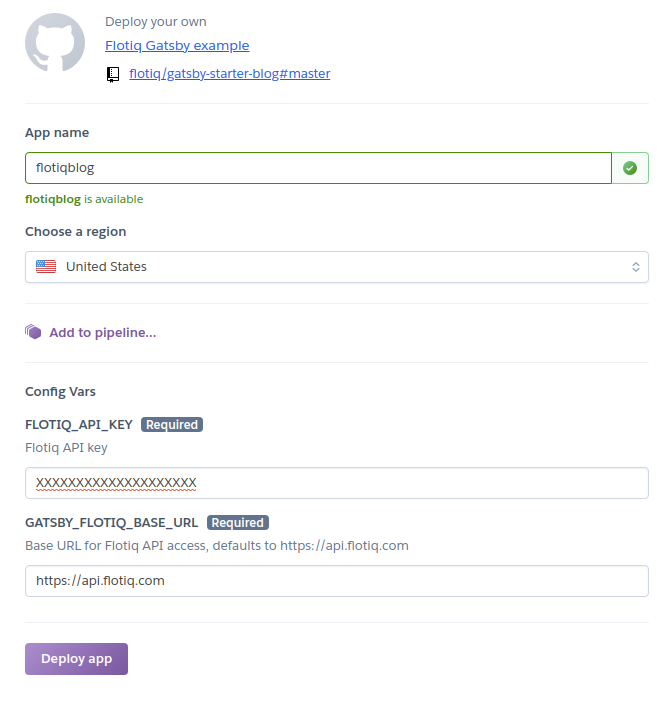 Deploy your own
Flotiq Gatsby example
flotiq/gatsby-starter-blog#master
App name
flotiqblog
flotiqblog is available
Choose a region
United States
Add to pipeline...
Config Vars
FLOTIQ_API_KEY Required
Flotiq API key
XXXXXXXXXXXXXXXXXXXX
GATSBY_FLOTIQ_BASE_URL Required
Base URL for Flotiq API access, defaults to https://api.flotiq.com
https://api.flotiq.com
Deploy app